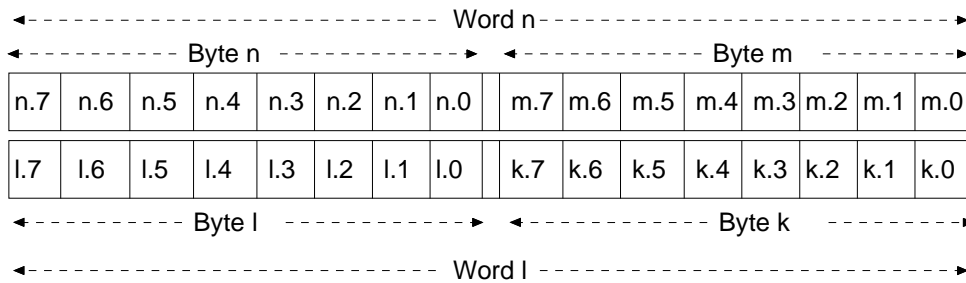 Word n
Byte n Byte m
n.7 n.6 n.5 n.4 n.3 n.2 n.1 n.0 m.7 m.6 m.5 m.4 m.3 m.2 m.1 m.0
l.7 l.6 l.5 l.4 l.3 l.2 l.1 l.0 k.7 k.6 k.5 k.4 k.3 k.2 k.1 k.0
Byte l Byte k
Word l